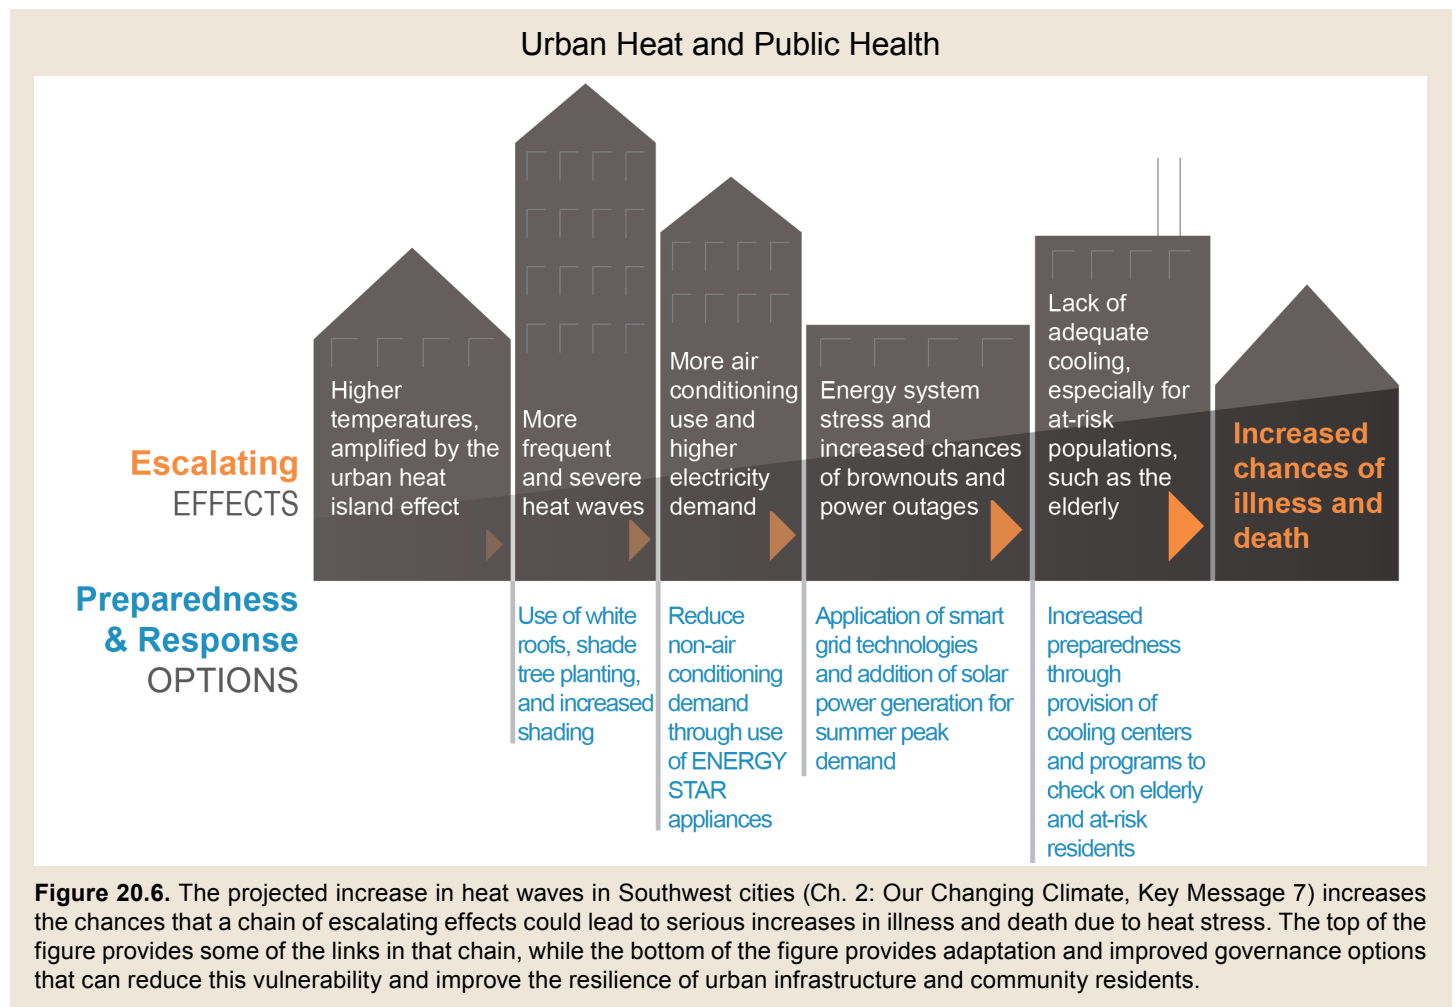 Urban Heat and Public Health
Escalating
EFFECTS
Higher
temperatures,
amplified by the
urban heat
island effect
More
frequent
and severe
heat waves
More air
conditioning
use and
higher
electricity
demand
Energy system
stress and
increased chances
of brownouts and
power outages
Lack of
adequate
cooling,
especially for
at-risk
populations,
such as the
elderly
Increased
chances of
illness and
death
Preparedness
& Response
OPTIONS
Use of white
roofs, shade
tree planting,
and increased
shading
Reduce
non-air
conditioning
demand
through use
of ENERGY
STAR
appliances
Application of smart
grid technologies
and addition of solar
power generation for
summer peak
demand
Increased
preparedness
through
provision of
cooling centers
and programs to
check on elderly
and at-risk
residents
Figure 20.6. The projected increase in heat waves in Southwest cities (Ch. 2: Our Changing Climate, Key Message 7) increases
the chances that a chain of escalating effects could lead to serious increases in illness and death due to heat stress. The top of the
figure provides some of the links in that chain, while the bottom of the figure provides adaptation and improved governance options
that can reduce this vulnerability and improve the resilience of urban infrastructure and community residents.